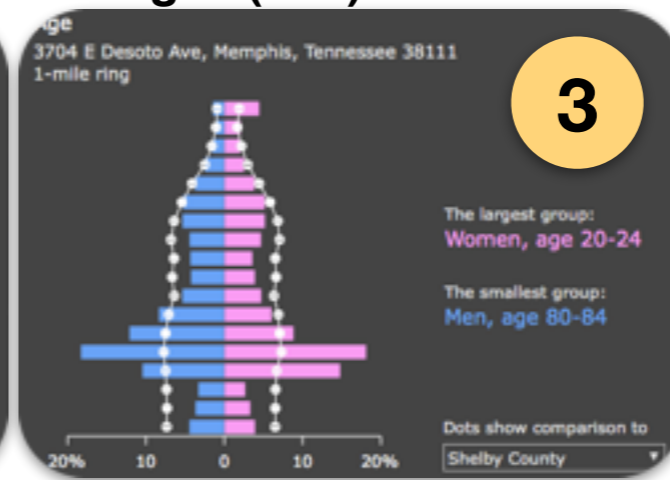 Age
3704 E Desoto Ave, Memphis, Tennessee 38111
1-mile ring
3
The largest group:
Women, age 20-24
The smallest group:
Men, age 80-84
Dots show comparison to
Shelby County
20% 10 0 10 20%